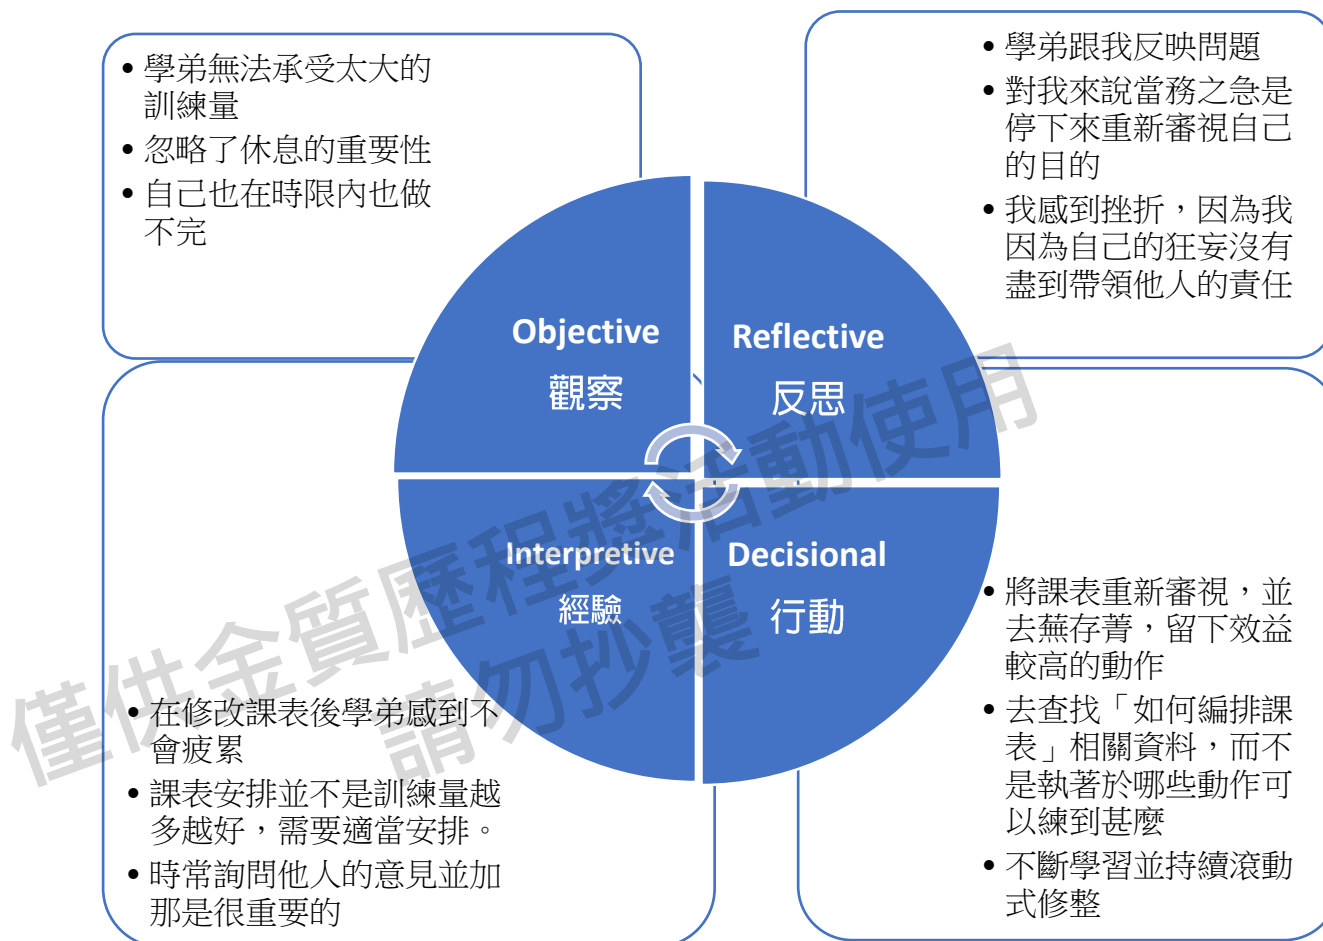 • 學弟無法承受太大的
訓練量
• 忽略了休息的重要性
• 自己也在時限內也做
不完
• 學弟跟我反映問題
• 對我來說當務之急是
停下來重新審視自己
的目的
• 我感到挫折，因為我
因為自己的狂妄沒有
盡到帶領他人的責任
Objective
觀察
Reflective
反思
Interpretive
經驗
Decisional
行動
• 在修改課表後學弟感到不
會疲累
• 課表安排並不是訓練量越
多越好，需要適當安排。
• 時常詢問他人的意見並加
那是很重要的
• 將課表重新審視，並
去蕪存菁，留下效益
較高的動作
• 去查找「如何編排課
表」相關資料，而不
是執著於哪些動作可
以練到甚麼
• 不斷學習並持續滾動
式修整
僅供金質歷程獎活動使用
請勿抄襲